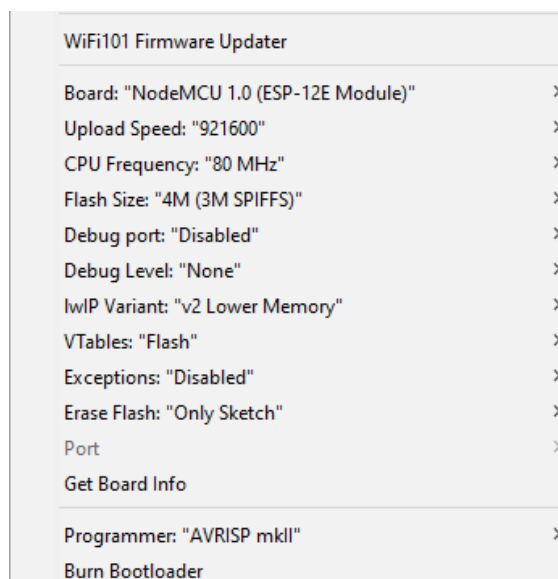 WiFi101 Firmware Updater
Board: "NodeMCU 1.0 (ESP-12E Module)"
Upload Speed: "921600"
CPU Frequency: "80 MHz"
Flash Size: "4M (3M SPIFFS)"
Debug port: "Disabled"
Debug Level: "None"
lwIP Variant: "v2 Lower Memory"
VTables: "Flash"
Exceptions: "Disabled"
Erase Flash: "Only Sketch"
Port
Get Board Info
Programmer: "AVRISP mkII"
Burn Bootloader